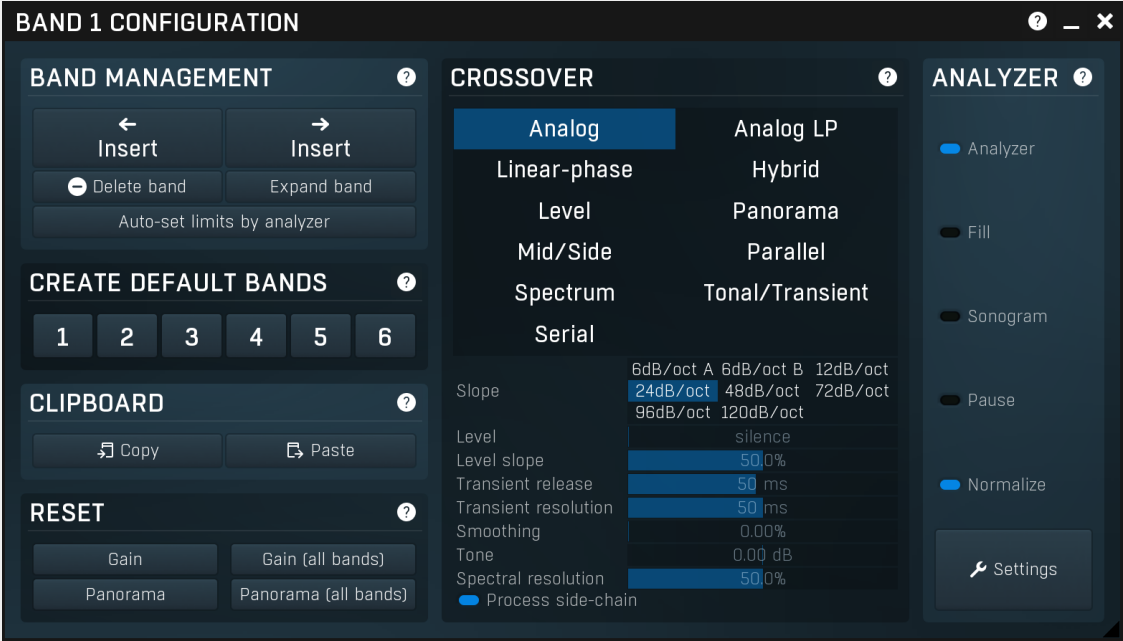 BAND 1 CONFIGURATION
BAND MANAGEMENT
Insert Insert
Delete band Expand band
Auto-set limits by analyzer
CREATE DEFAULT BANDS
1 2 3 4 5 6
CLIPBOARD
Copy Paste
RESET
Gain Gain (all bands)
Panorama Panorama (all bands)
CROSSOVER
Analog Analog LP
Linear-phase Hybrid
Level Panorama
Mid/Side Parallel
Spectrum Tonal/Transient
Serial
6dB/oct A 6dB/oct B 12dB/oct
Slope 24dB/oct 48dB/oct 72dB/oct
96dB/oct 120dB/oct
Level silence
Level slope 50.0%
Transient release 50 ms
Transient resolution 50 ms
Smoothing 0.00%
Tone 0.00 dB
Spectral resolution 50.0%
Process side-chain
ANALYZER
Analyzer
Fill
Sonogram
Pause
Normalize
Settings